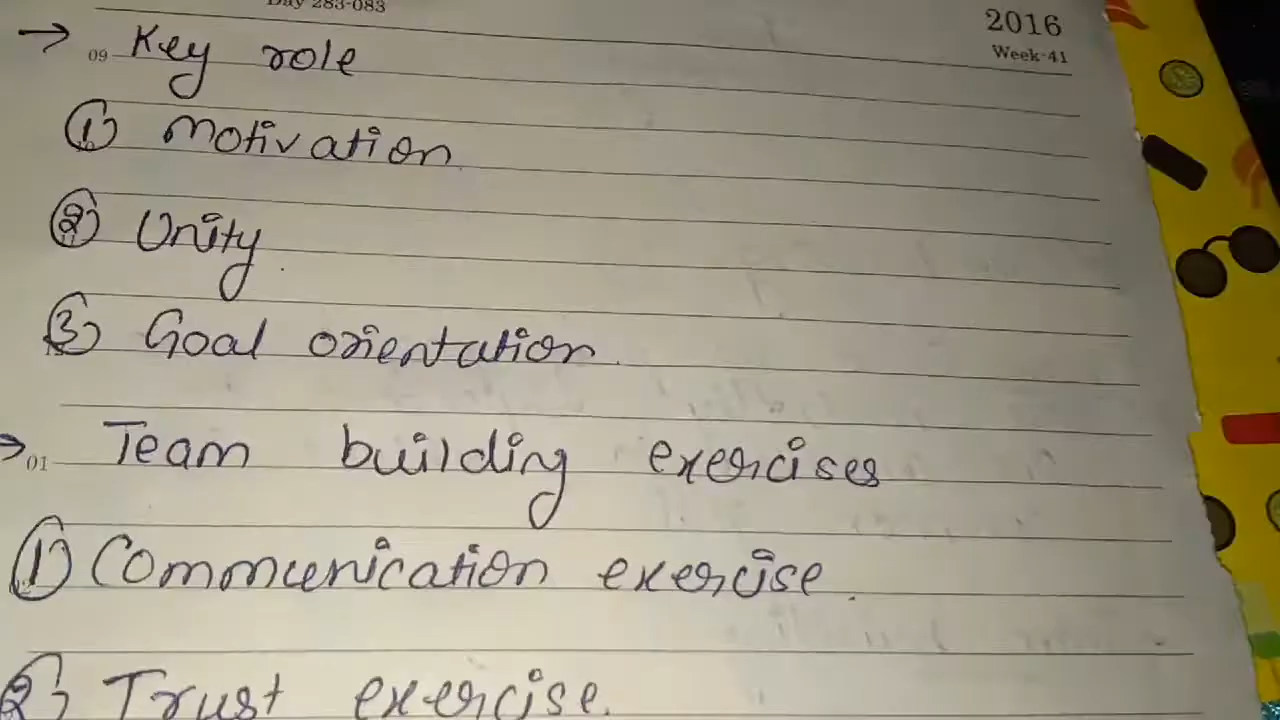 Day 283-083
2016
Week-41
→ 09 Key role
① Motivation
② Unity
③ Goal orientation
→ 01 Team building exercises
① Communication exercise.
② Trust exercise.